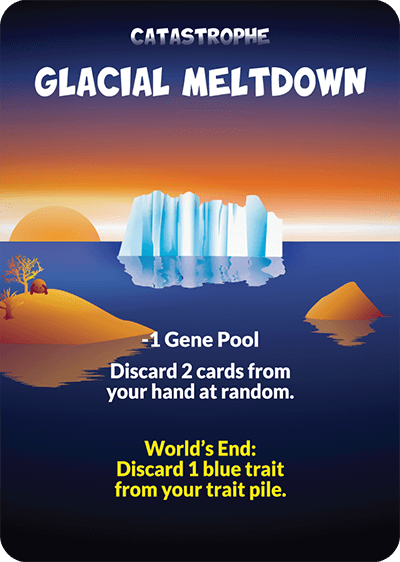 CATASTROPHE
GLACIAL MELTDOWN
-1 Gene Pool
Discard 2 cards from
your hand at random.
World's End:
Discard 1 blue trait
from your trait pile.